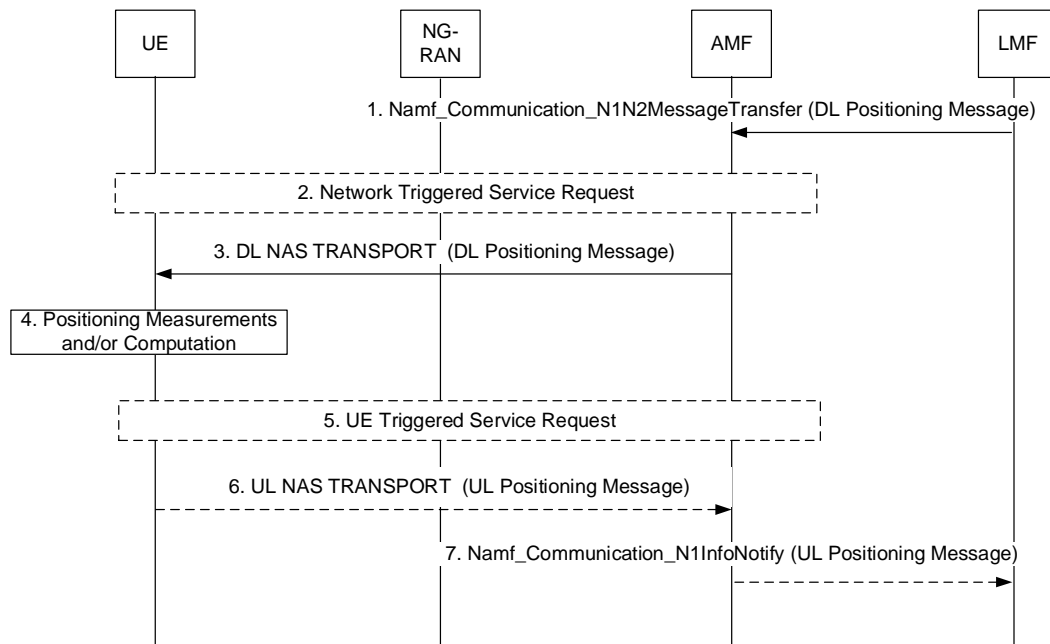 UE
NG-
RAN
AMF
LMF
1. Namf_Communication_N1N2MessageTransfer (DL Positioning Message)
2. Network Triggered Service Request
3. DL NAS TRANSPORT (DL Positioning Message)
4. Positioning Measurements
and/or Computation
5. UE Triggered Service Request
6. UL NAS TRANSPORT (UL Positioning Message)
7. Namf_Communication_N1InfoNotify (UL Positioning Message)